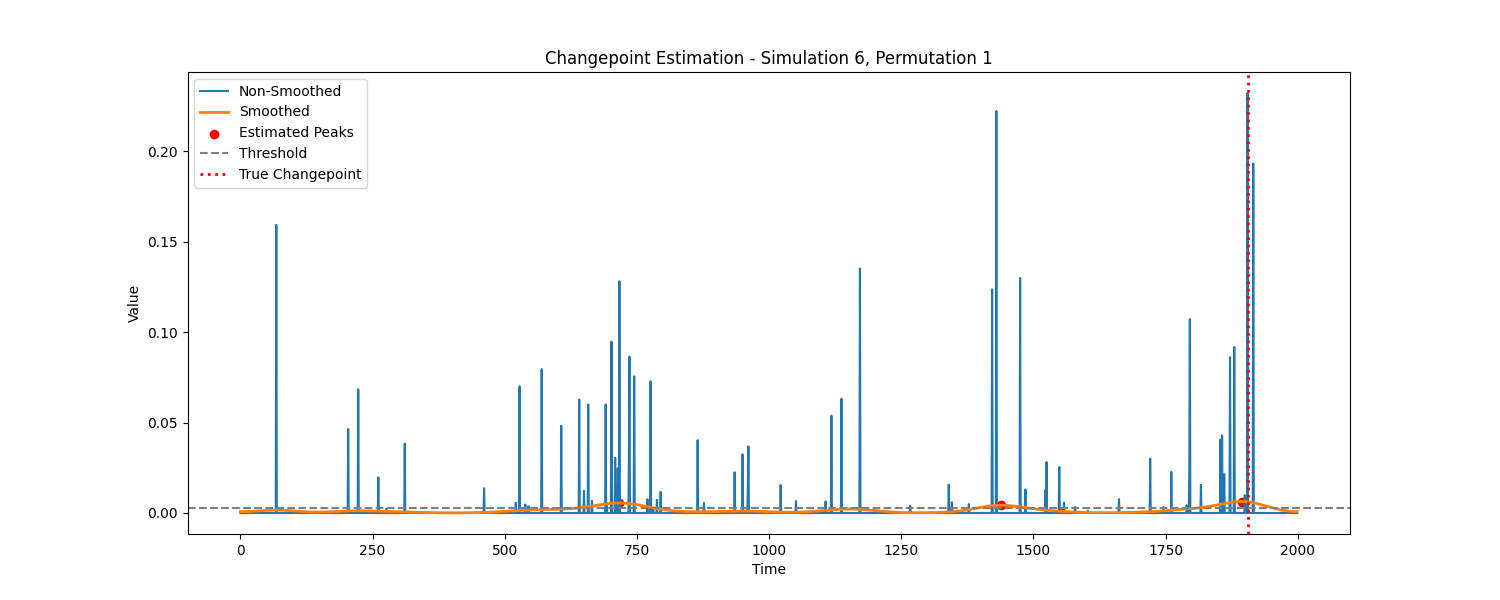 Changepoint Estimation - Simulation 6, Permutation 1
Non-Smoothed
Smoothed
Estimated Peaks
Threshold
True Changepoint
Value
0.20
0.15
0.10
0.05
0.00
0
250
500
750
1000
1250
1500
1750
2000
Time